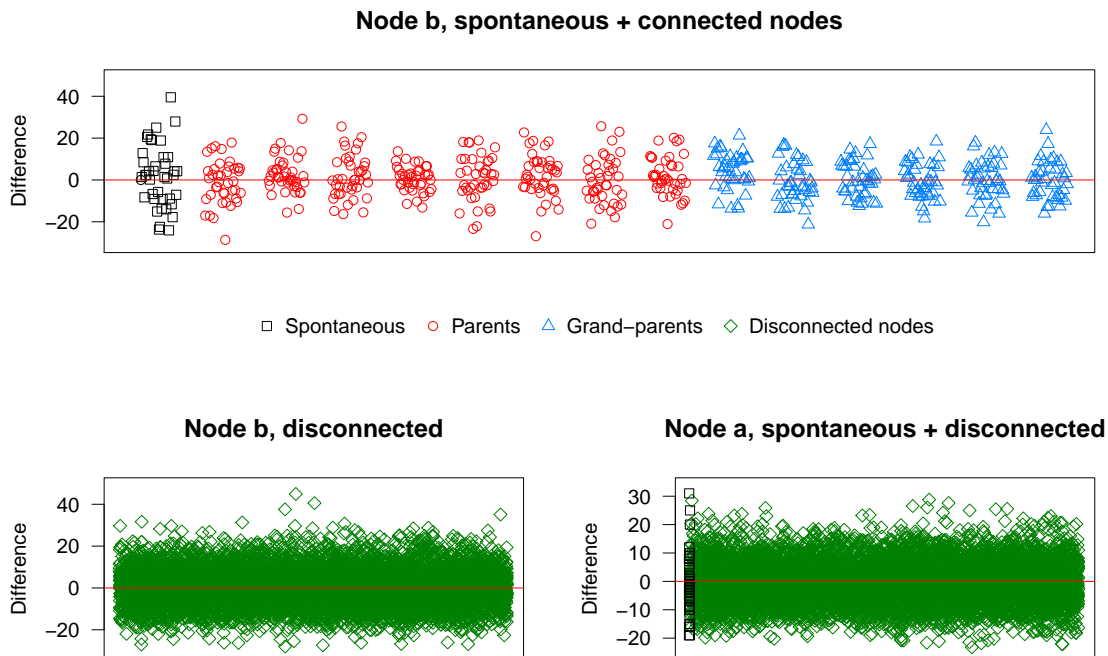 Node b, spontaneous + connected nodes
Difference
40
20
0
−20
Spontaneous Parents Grand−parents Disconnected nodes
Node b, disconnected
Difference
40
20
0
−20
Node a, spontaneous + disconnected
Difference
30
20
10
0
−10
−20